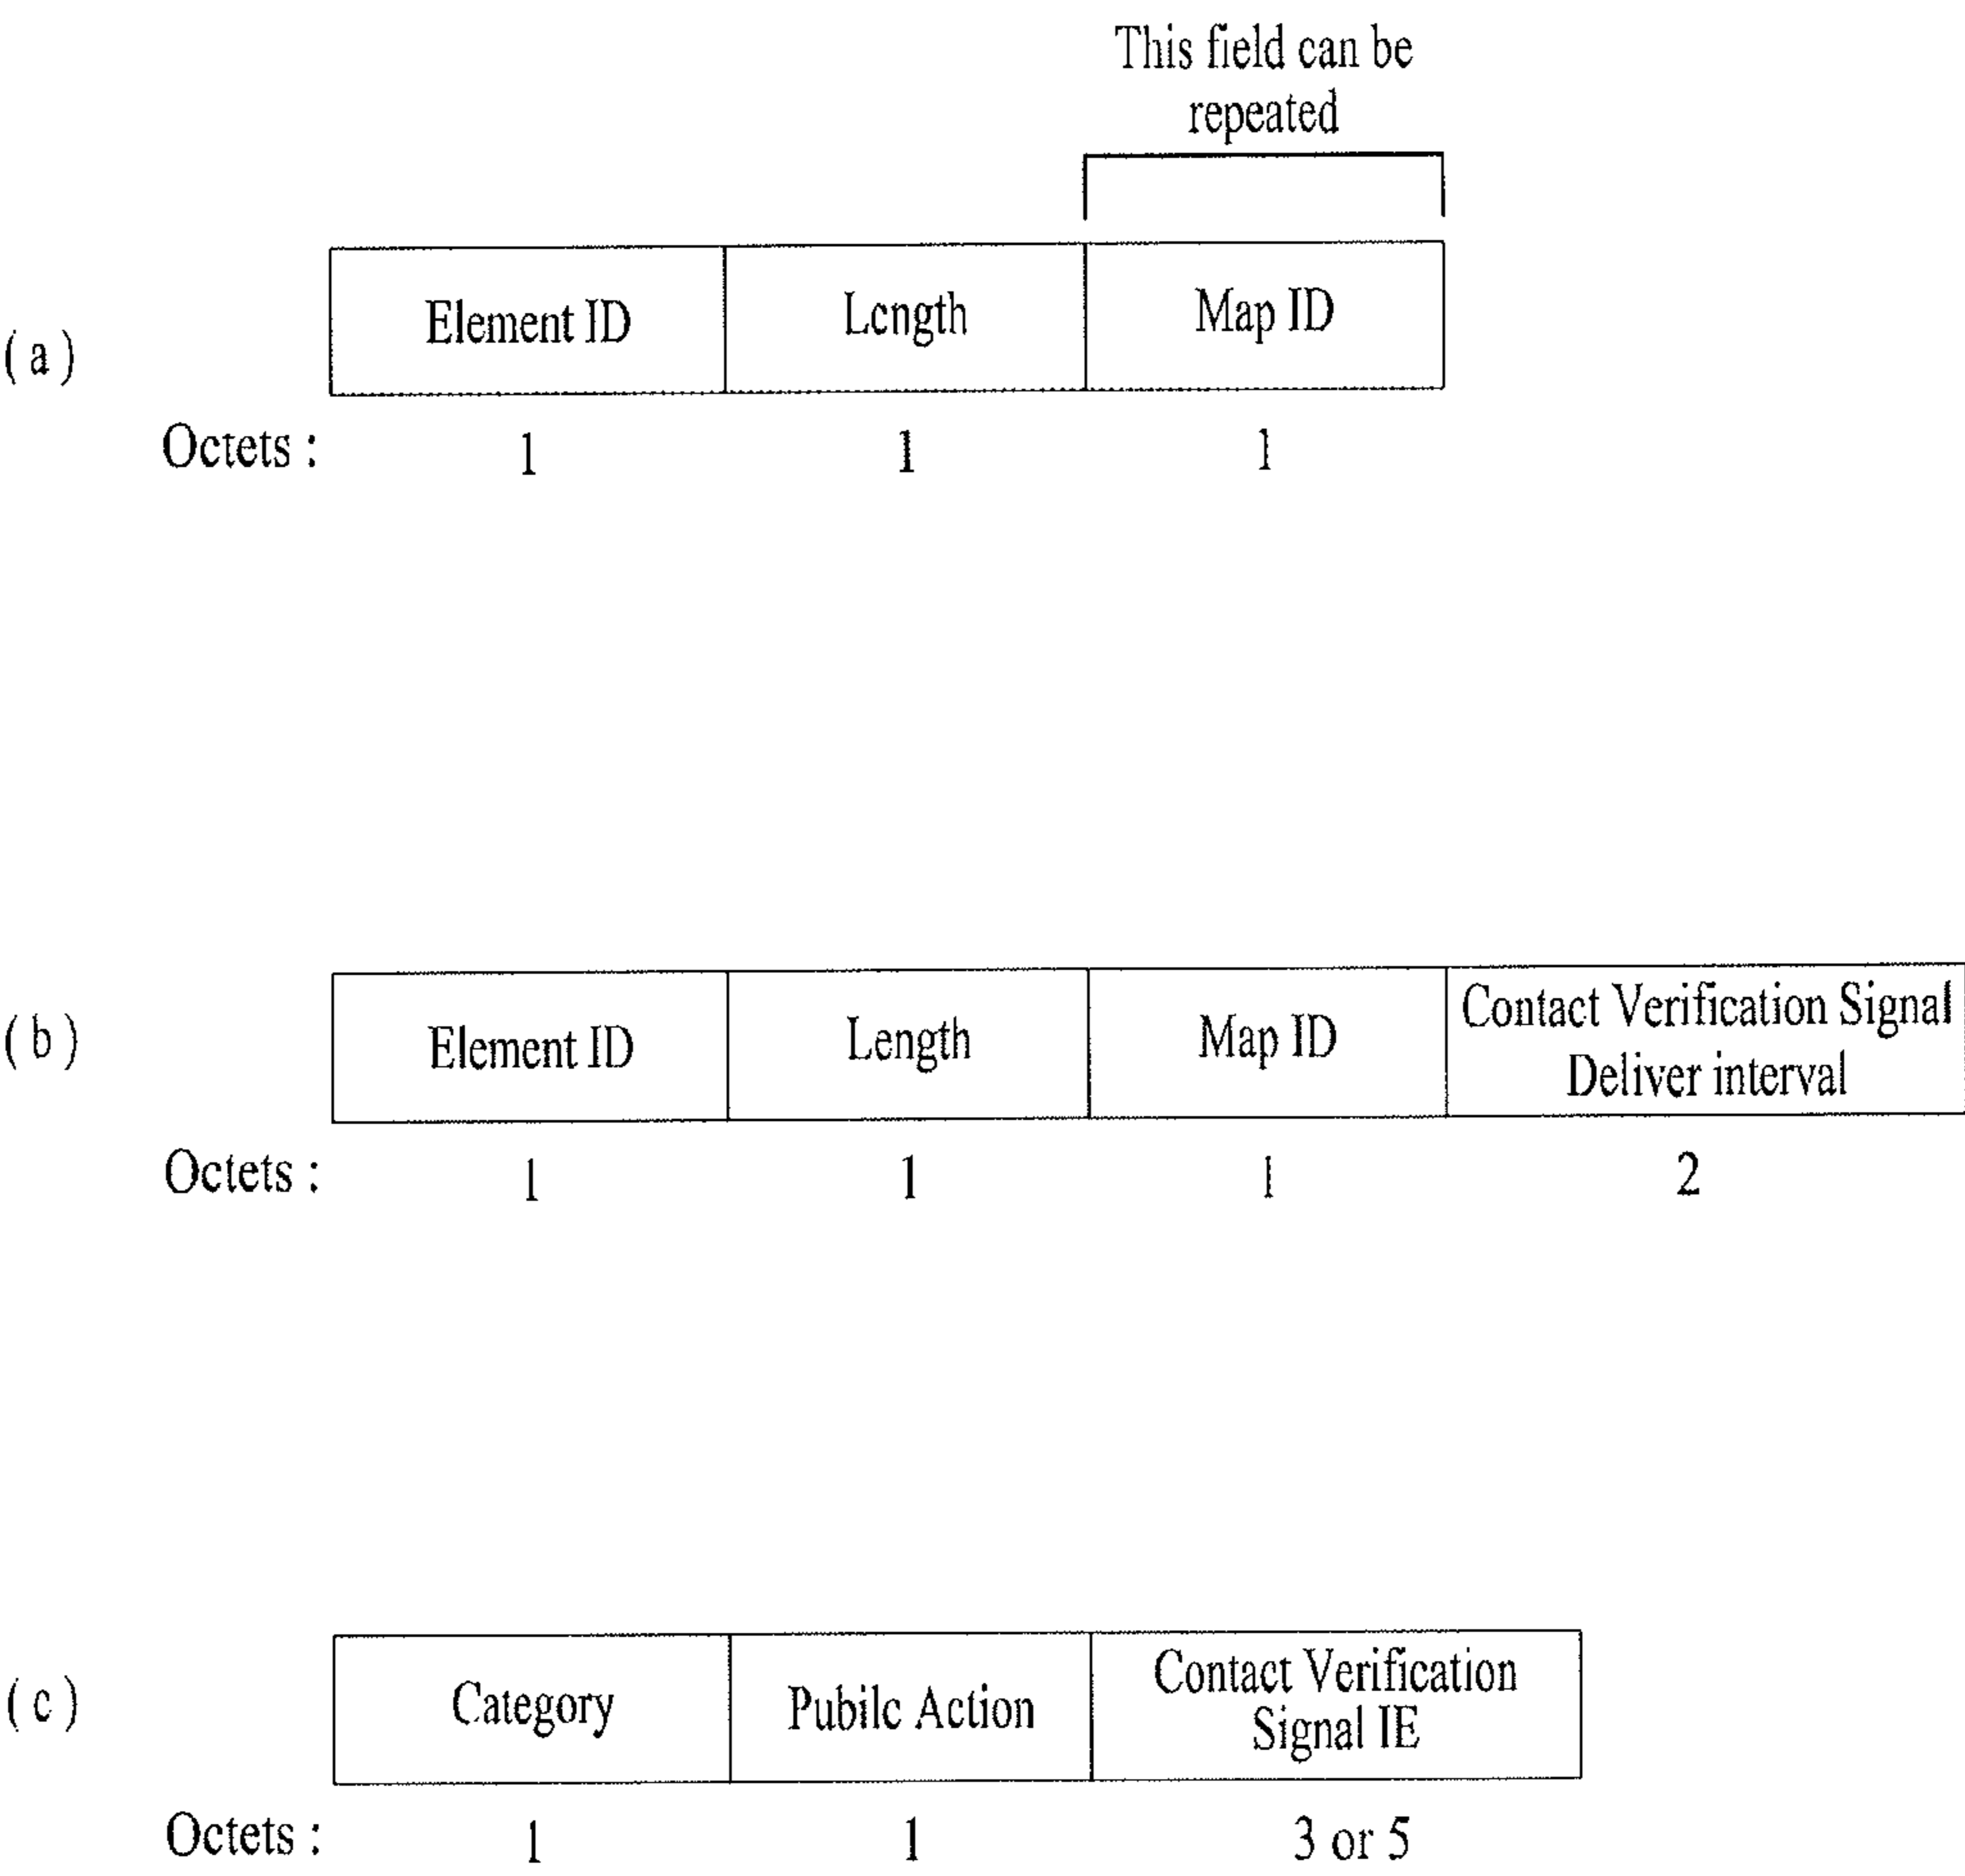 This field can be
repeated
(a)
Element ID
Length
Map ID
Octets :
1
1
1
(b)
Element ID
Length
Map ID
Contact Verification Signal
Deliver interval
Octets :
1
1
1
2
(c)
Category
Pubilc Action
Contact Verification
Signal IE
Octets :
1
1
3 or 5